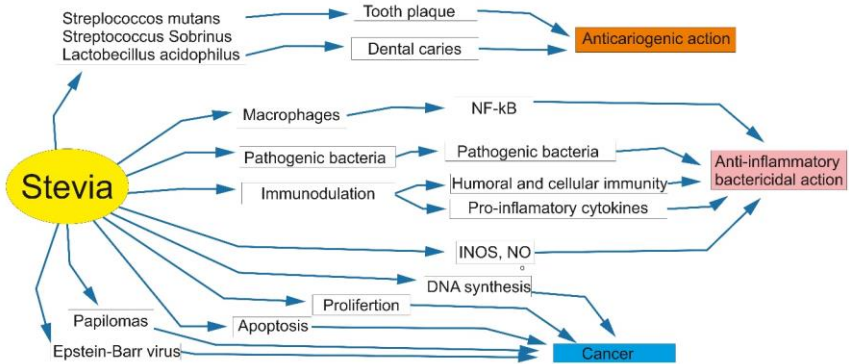 Streplococcos mutans
Streptococcus Sobrinus
Lactobecillus acidophilus
Tooth plaque
Dental caries
Anticariogenic action
Macrophages
NF-kB
Pathogenic bacteria
Pathogenic bacteria
Anti-inflammatory
bactericidal action
Stevia
Immunodulation
Humoral and cellular immunity
Pro-inflamatory cytokines
INOS, NO
DNA synthesis
Prolifertion
Papilomas
Apoptosis
Epstein-Barr virus
Cancer